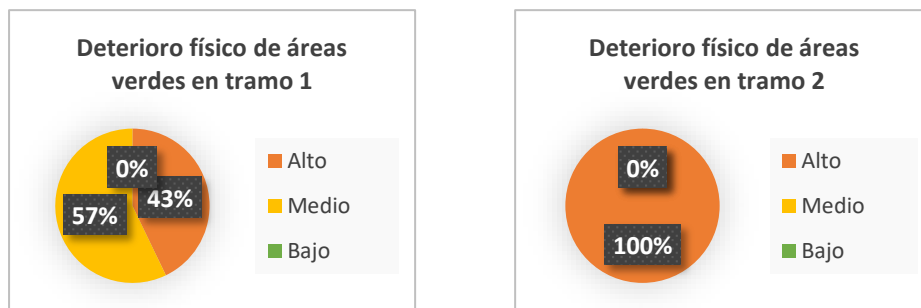 Deterioro físico de áreas
verdes en tramo 1
0%
43%
57%
Alto
Medio
Bajo
Deterioro físico de áreas
verdes en tramo 2
0%
100%
Alto
Medio
Bajo